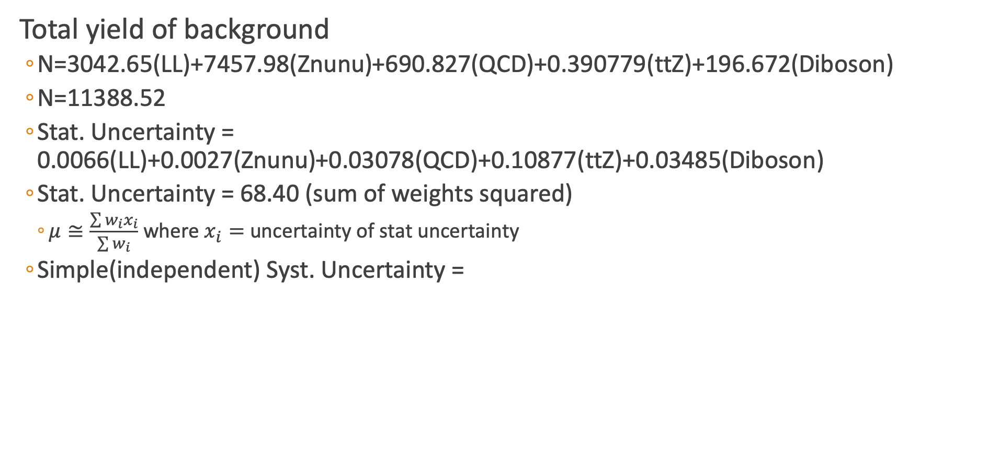 Total yield of background
◦ N=3042.65(LL)+7457.98(Znunu)+690.827(QCD)+0.390779(ttZ)+196.672(Diboson)
◦ N=11388.52
◦ Stat. Uncertainty =
0.0066(LL)+0.0027(Znunu)+0.03078(QCD)+0.10877(ttZ)+0.03485(Diboson)
◦ Stat. Uncertainty = 68.40 (sum of weights squared)
◦ $\mu \cong \frac{\sum w_i x_i}{\sum w_i}$ where $x_i$ = uncertainty of stat uncertainty
◦ Simple(independent) Syst. Uncertainty =